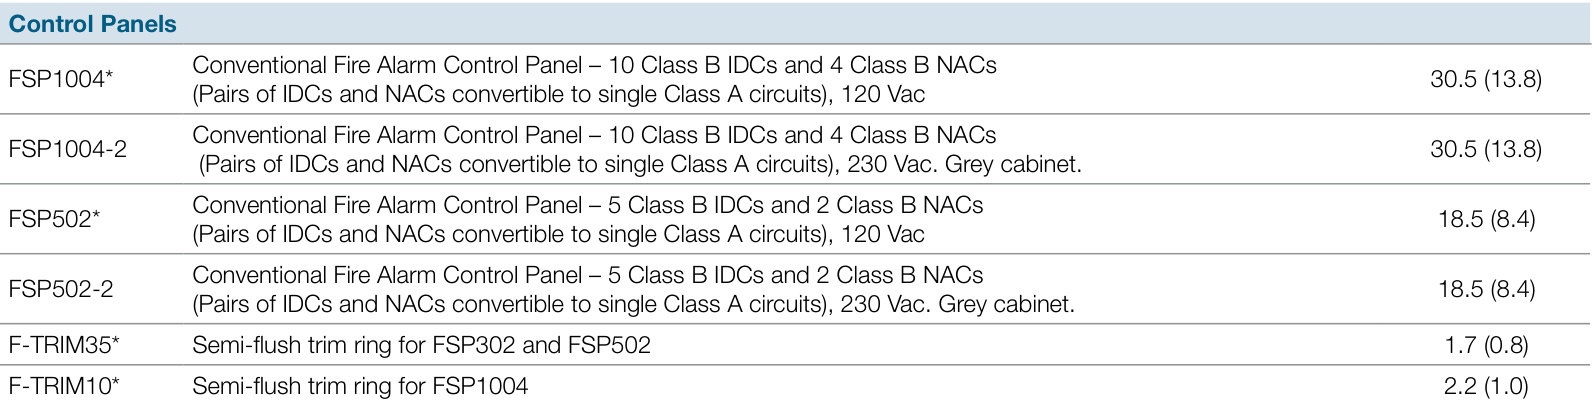 Control Panels
FSP1004*
Conventional Fire Alarm Control Panel – 10 Class B IDCs and 4 Class B NACs
(Pairs of IDCs and NACs convertible to single Class A circuits), 120 Vac
30.5 (13.8)
FSP1004-2
Conventional Fire Alarm Control Panel – 10 Class B IDCs and 4 Class B NACs
(Pairs of IDCs and NACs convertible to single Class A circuits), 230 Vac. Grey cabinet.
30.5 (13.8)
FSP502*
Conventional Fire Alarm Control Panel – 5 Class B IDCs and 2 Class B NACs
(Pairs of IDCs and NACs convertible to single Class A circuits), 120 Vac
18.5 (8.4)
FSP502-2
Conventional Fire Alarm Control Panel – 5 Class B IDCs and 2 Class B NACs
(Pairs of IDCs and NACs convertible to single Class A circuits), 230 Vac. Grey cabinet.
18.5 (8.4)
F-TRIM35* Semi-flush trim ring for FSP302 and FSP502 1.7 (0.8)
F-TRIM10* Semi-flush trim ring for FSP1004 2.2 (1.0)